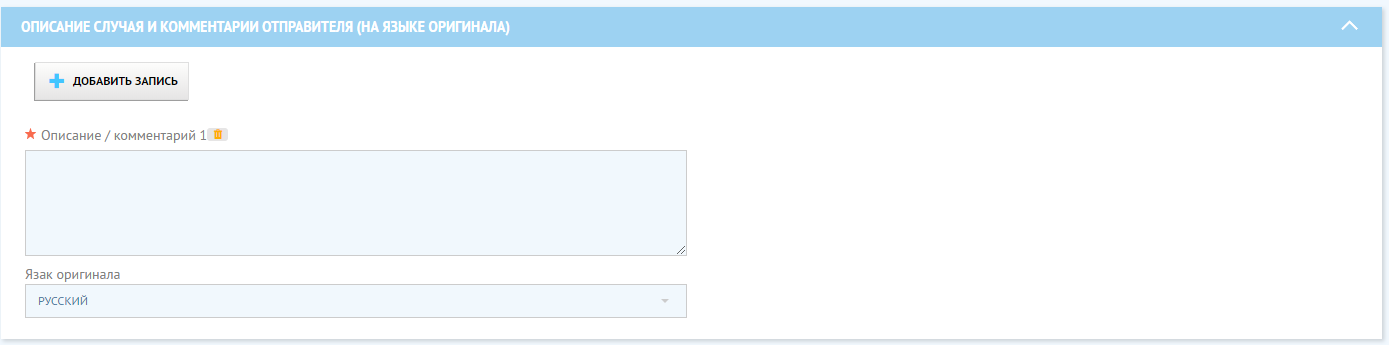 ОПИСАНИЕ СЛУЧАЯ И КОММЕНТАРИИ ОТПРАВИТЕЛЯ (НА ЯЗЫКЕ ОРИГИНАЛА)
ДОБАВИТЬ ЗАПИСЬ
Описание / комментарий 1
Язак оригинала
РУССКИЙ